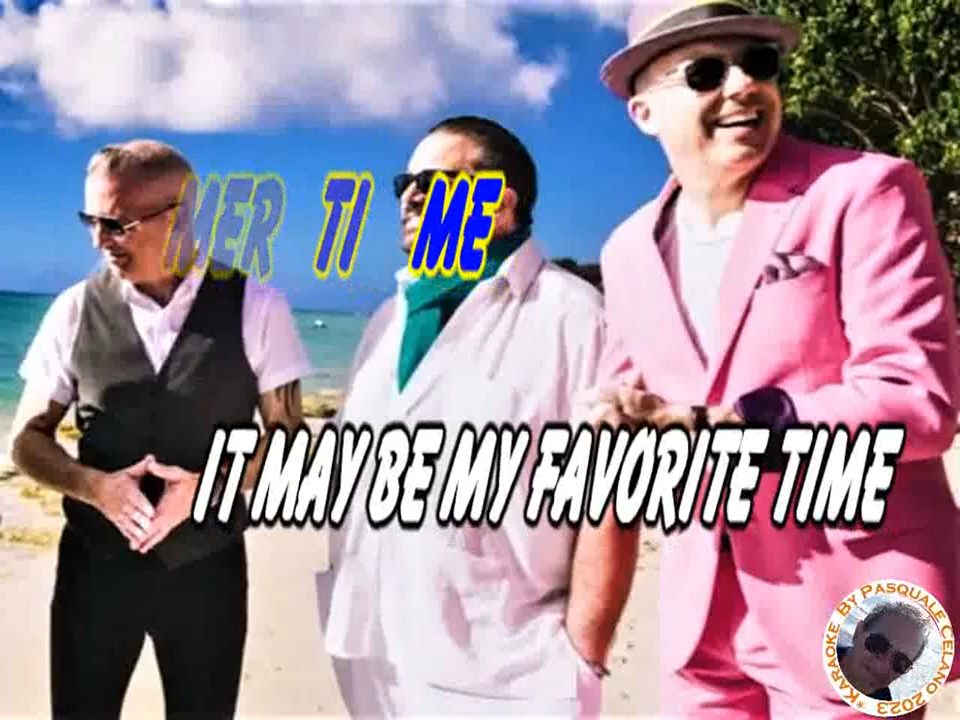 MER TI ME
IT MAY BE MY FAVORITE TIME
*KARAOKE BY PASQUALE CELANO 2023*